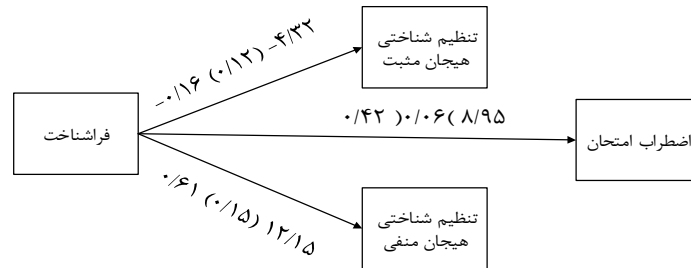 -۰/۱۶ (۰/۱۲) -۴/۳۲
تنظیم شناختی
هیجان مثبت
۰/۴۲ )۰/۰۶( ۸/۹۵
فراشناخت
اضطراب امتحان
۰/۶۱ (۰/۱۵) ۱۲/۱۵
تنظیم شناختی
هیجان منفی